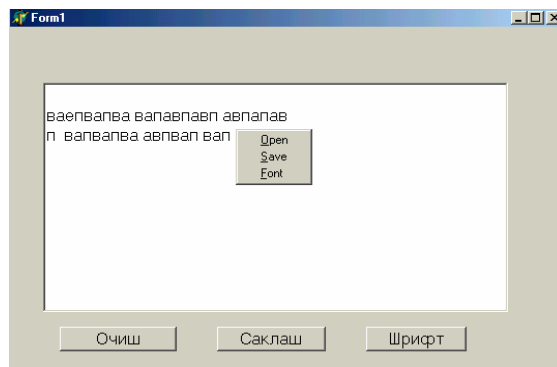 Form1
ваепвапва вапавпавп авпапав
п вапвапва авпвап вап
Open
Save
Font
Очиш
Саклаш
Шрифт